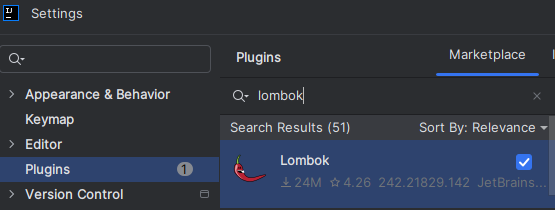 Settings
Plugins
Marketplace
lombok
Appearance & Behavior
Search Results (51)
Sort By: Relevance
Keymap
Editor
Lombok
Plugins
1
24M
4.26
242.21829.142
JetBrains...
Version Control